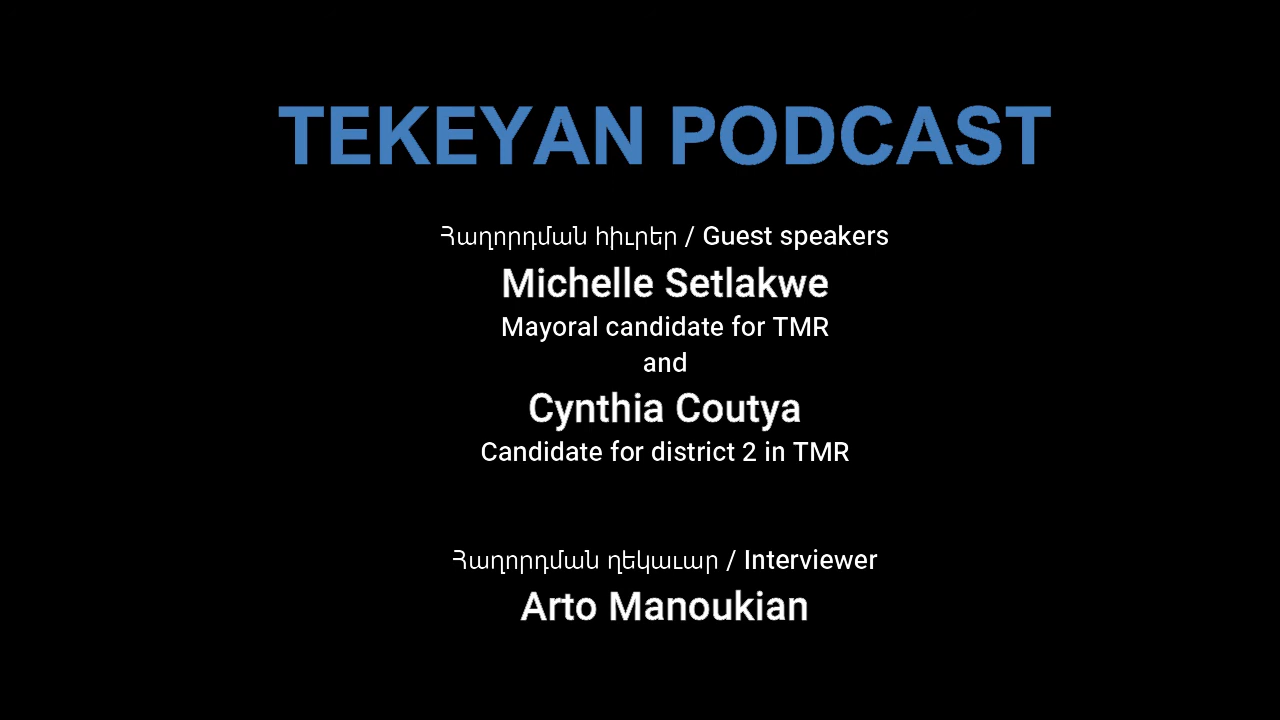 TEKEYAN PODCAST
Հաղորդման հիւրեր / Guest speakers
Michelle Setlakwe
Mayoral candidate for TMR
and
Cynthia Coutya
Candidate for district 2 in TMR
Հաղորդման ղեկաւար / Interviewer
Arto Manoukian